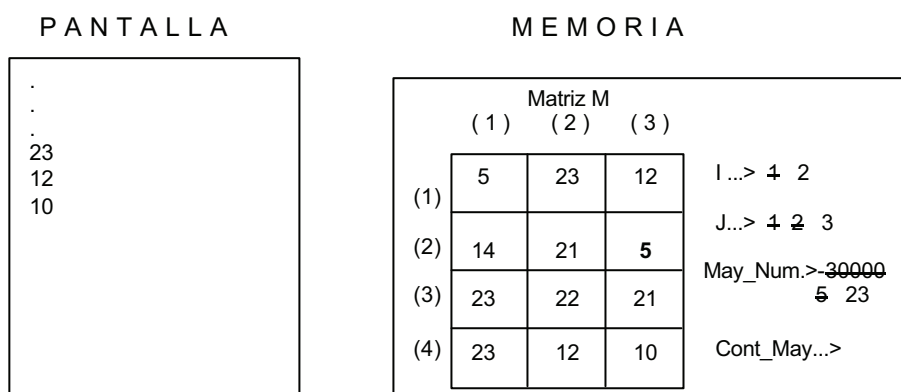 P A N T A L L A
M E M O R I A
.
.
.
23
12
10
Matriz M
( 1 ) ( 2 ) ( 3 )
(1) 5 23 12
(2) 14 21 5
(3) 23 22 21
(4) 23 12 10
I ...> 1 2
J...> 1 2 3
May_Num.>-30000
5 23
Cont_May...>